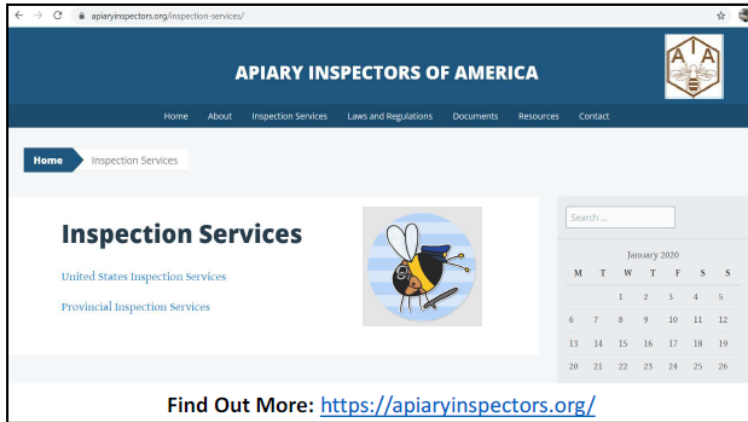 apiaryinspectors.org/inspection-services/
APIARY INSPECTORS OF AMERICA
AIA
Home About Inspection Services Laws and Regulations Documents Resources Contact
Home Inspection Services
Inspection Services
United States Inspection Services
Provincial Inspection Services
Search ...
January 2020
M T W T F S S
1 2 3 4 5
6 7 8 9 10 11 12
13 14 15 16 17 18 19
20 21 22 23 24 25 26
Find Out More: https://apiaryinspectors.org/